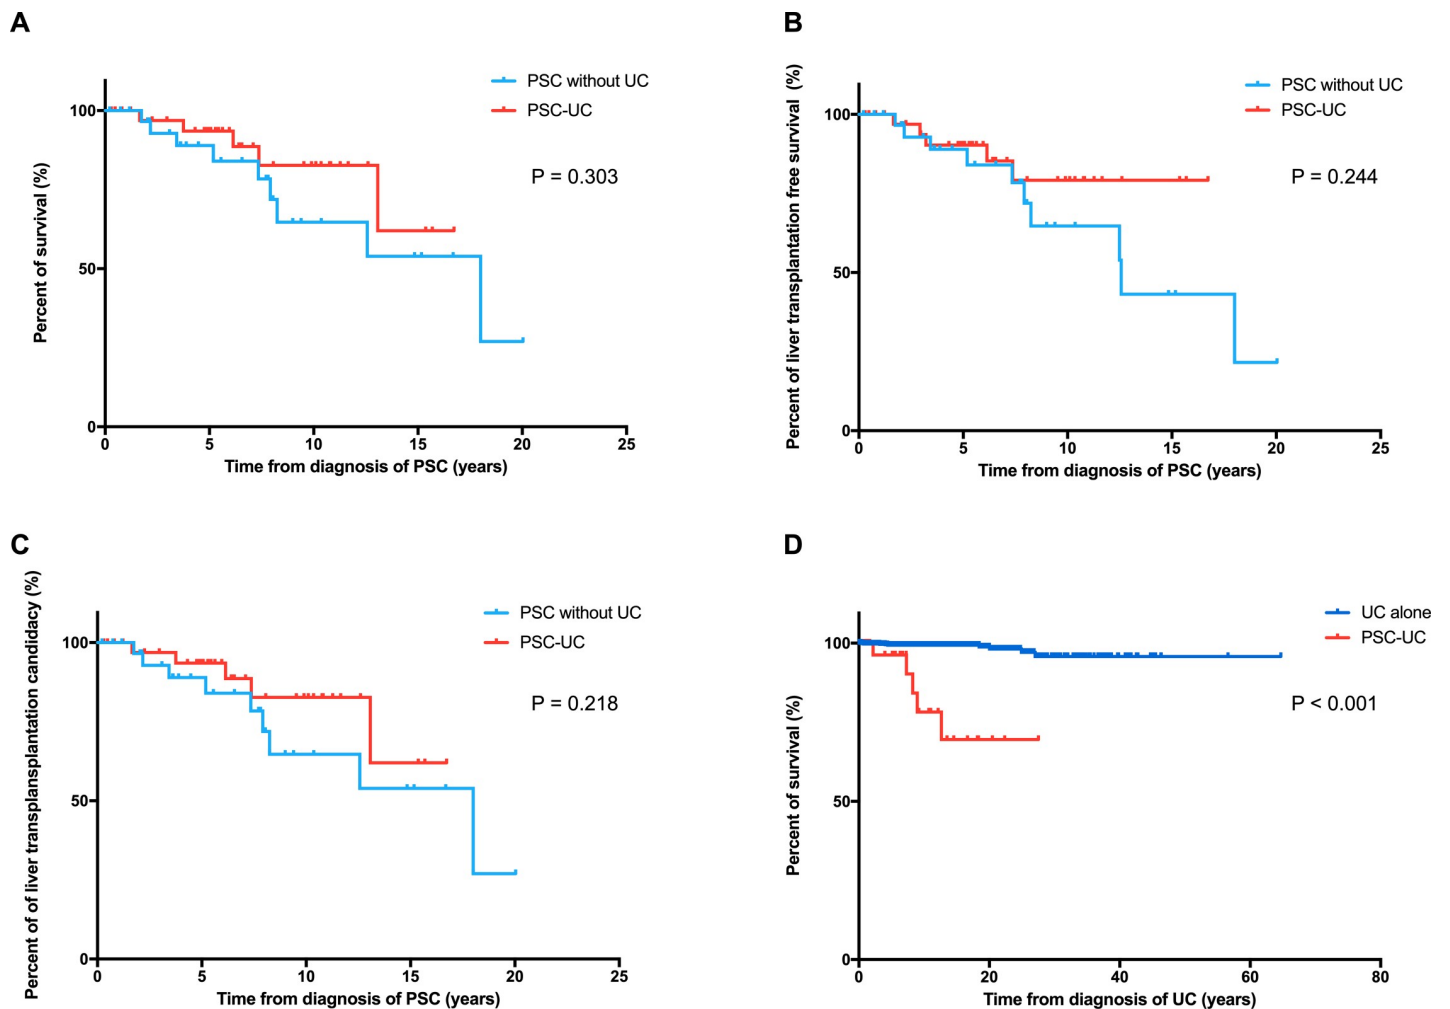 A
PSC without UC
PSC-UC
P = 0.303
Percent of survival (%)
100
50
0
0 5 10 15 20 25
Time from diagnosis of PSC (years)
B
PSC without UC
PSC-UC
P = 0.244
Percent of liver transplantation free survival (%)
100
50
0
0 5 10 15 20 25
Time from diagnosis of PSC (years)
C
PSC without UC
PSC-UC
P = 0.218
Percent of of liver transplansplantation candidacy (%)
100
50
0
0 5 10 15 20 25
Time from diagnosis of PSC (years)
D
UC alone
PSC-UC
P < 0.001
Percent of survival (%)
100
50
0
0 20 40 60 80
Time from diagnosis of UC (years)